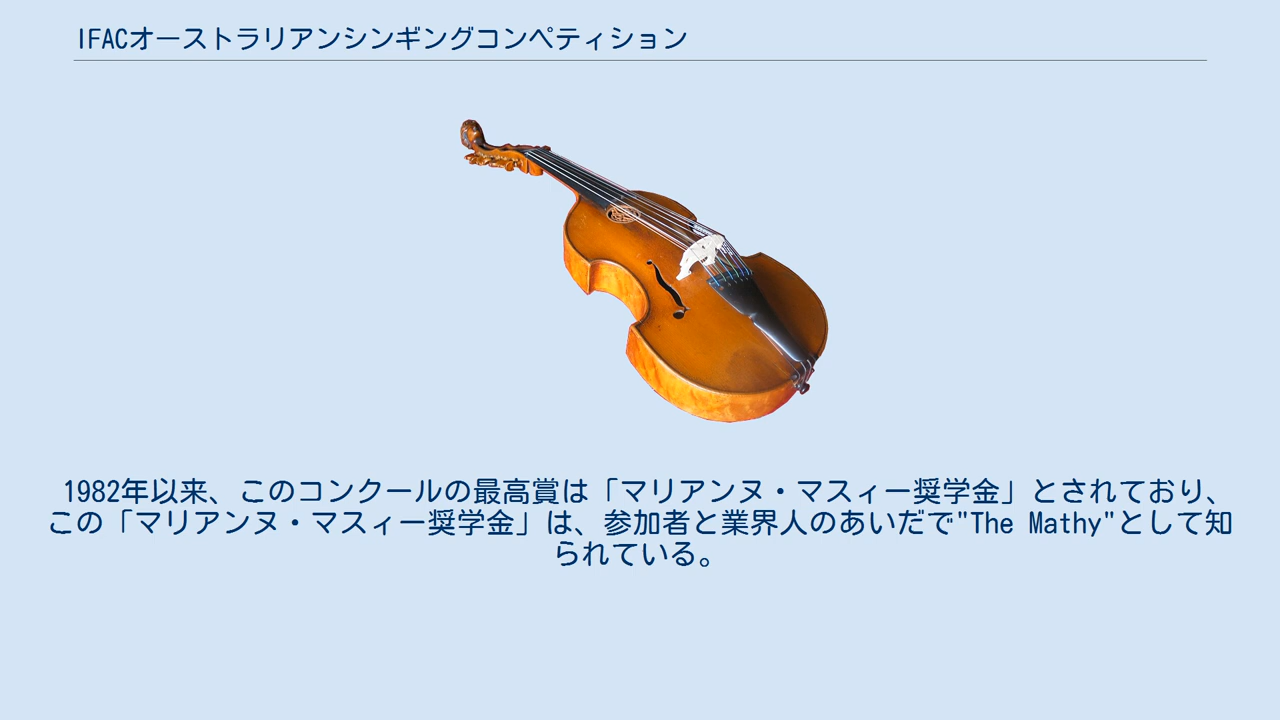 IFACオーストラリアンシンギングコンペティション
1982年以来、このコンクールの最高賞は「マリアンヌ・マスィー奨学金」とされており、
この「マリアンヌ・マスィー奨学金」は、参加者と業界人のあいだで"The Mathy"として知
られている。